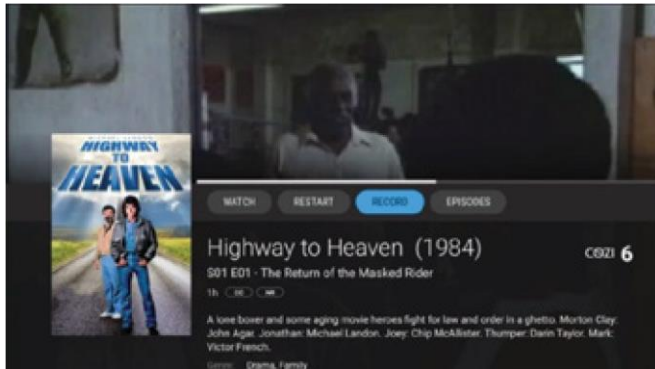 MICHAEL LANDON
HIGHWAY
TO
HEAVEN
WATCH
RESTART
RECORD
EPISODES
Highway to Heaven (1984)
COZI 6
S01 E01 - The Return of the Masked Rider
1h CC NR
A lone boxer and some aging movie heroes fight for law and order in a ghetto. Morton Clay:
John Agar. Jonathan: Michael Landon. Joey: Chip McAllister. Thumper: Darin Taylor. Mark:
Victor French.
Genre: Drama, Family